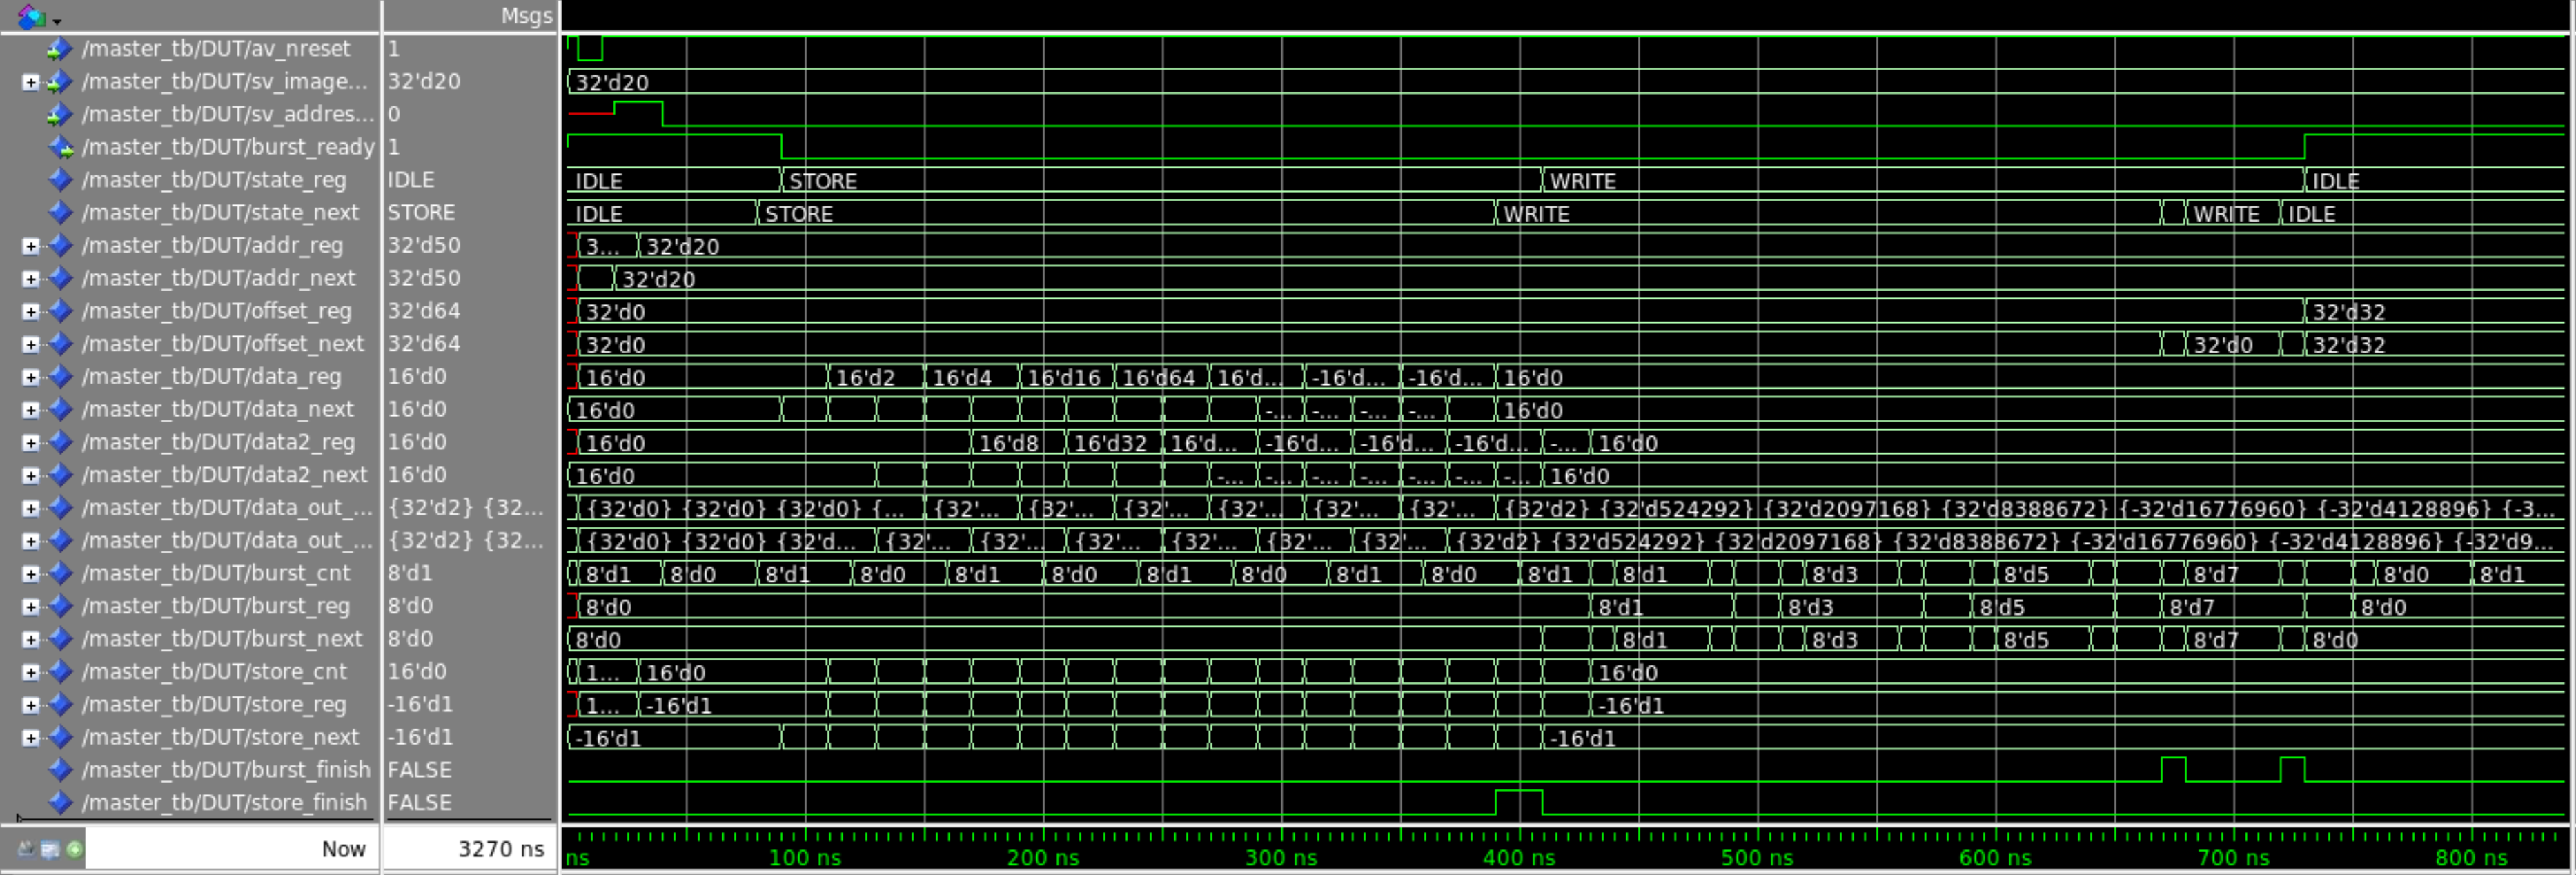 Msgs
/master_tb/DUT/av_nreset 1
/master_tb/DUT/sv_image... 32'd20 32'd20
/master_tb/DUT/sv_addres... 0
/master_tb/DUT/burst_ready 1
/master_tb/DUT/state_reg IDLE IDLE STORE WRITE IDLE
/master_tb/DUT/state_next STORE IDLE STORE WRITE WRITE IDLE
/master_tb/DUT/addr_reg 32'd50 3... 32'd20
/master_tb/DUT/addr_next 32'd50 32'd20
/master_tb/DUT/offset_reg 32'd64 32'd0 32'd32
/master_tb/DUT/offset_next 32'd64 32'd0 32'd0 32'd32
/master_tb/DUT/data_reg 16'd0 16'd0 16'd2 16'd4 16'd16 16'd64 16'd... -16'd... -16'd... 16'd0
/master_tb/DUT/data_next 16'd0 16'd0 -... -... -... -... 16'd0
/master_tb/DUT/data2_reg 16'd0 16'd0 16'd8 16'd32 16'd... -16'd... -16'd... -16'd... -... 16'd0
/master_tb/DUT/data2_next 16'd0 16'd0 -... -... -... -... -... -... -... 16'd0
/master_tb/DUT/data_out_... {32'd2} {32... {32'd0} {32'd0} {32'd0} {... {32'... {32'... {32'... {32'... {32'... {32'... {32'd2} {32'd524292} {32'd2097168} {32'd8388672} {-32'd16776960} {-32'd4128896} {-3...
/master_tb/DUT/data_out_... {32'd2} {32... {32'd0} {32'd0} {32'd... {32'... {32'... {32'... {32'... {32'... {32'... {32'd2} {32'd524292} {32'd2097168} {32'd8388672} {-32'd16776960} {-32'd4128896} {-32'd9...
/master_tb/DUT/burst_cnt 8'd1 8'd1 8'd0 8'd1 8'd0 8'd1 8'd0 8'd1 8'd0 8'd1 8'd0 8'd1 8'd1 8'd3 8'd5 8'd7 8'd0 8'd1
/master_tb/DUT/burst_reg 8'd0 8'd0 8'd1 8'd3 8'd5 8'd7 8'd0
/master_tb/DUT/burst_next 8'd0 8'd0 8'd1 8'd3 8'd5 8'd7 8'd0
/master_tb/DUT/store_cnt 16'd0 1... 16'd0 16'd0
/master_tb/DUT/store_reg -16'd1 1... -16'd1 -16'd1
/master_tb/DUT/store_next -16'd1 -16'd1 -16'd1
/master_tb/DUT/burst_finish FALSE
/master_tb/DUT/store_finish FALSE
Now 3270 ns ns 100 ns 200 ns 300 ns 400 ns 500 ns 600 ns 700 ns 800 ns